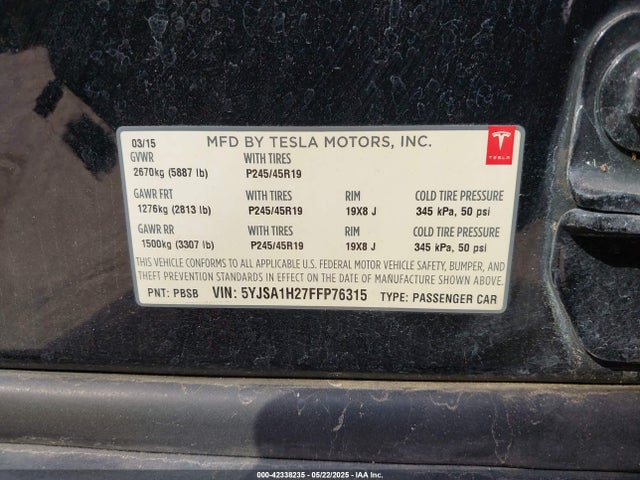 03/15 MFD BY TESLA MOTORS, INC.
TESLA
GVWR WITH TIRES
2670kg (5887 lb) P245/45R19
GAWR FRT WITH TIRES RIM COLD TIRE PRESSURE
1276kg (2813 lb) P245/45R19 19X8 J 345 kPa, 50 psi
GAWR RR WITH TIRES RIM COLD TIRE PRESSURE
1500kg (3307 lb) P245/45R19 19X8 J 345 kPa, 50 psi
THIS VEHICLE CONFORMS TO ALL APPLICABLE U.S. FEDERAL MOTOR VEHICLE SAFETY, BUMPER, AND
THEFT PREVENTION STANDARDS IN EFFECT ON THE DATE OF MANUFACTURE SHOWN ABOVE.
PNT: PBSB VIN: 5YJSA1H27FFP76315 TYPE: PASSENGER CAR
000-42338235 - 05/22/2025 - IAA Inc.